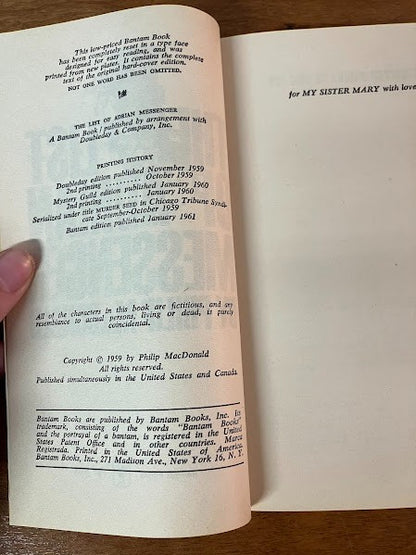 This low-priced Bantam Book
has been completely reset in a type face
designed for easy reading, and was
printed from new plates. It contains the complete
text of the original hard-cover edition.
NOT ONE WORD HAS BEEN OMITTED.
THE LIST OF ADRIAN MESSENGER
A Bantam Book / published by arrangement with
Doubleday & Company, Inc.
PRINTING HISTORY
Doubleday edition published November 1959
2nd printing .......... October 1959
Mystery Guild edition published January 1960
2nd printing .......... January 1960
Serialized under title MURDER SEED in Chicago Tribune Syndi-
cate September-October 1959
Bantam edition published January 1961
All of the characters in this book are fictitious, and any
resemblance to actual persons, living or dead, is purely
coincidental.
Copyright © 1959 by Philip MacDonald
All rights reserved.
Published simultaneously in the United States and Canada.
Bantam Books are published by Bantam Books, Inc. Its
trademark, consisting of the words "Bantam Books"
and the portrayal of a bantam, is registered in the United
States Patent Office and in other countries. Marca
Registrada. Printed in the United States of America.
Bantam Books, Inc., 271 Madison Ave., New York 16, N. Y.
for MY SISTER MARY with love